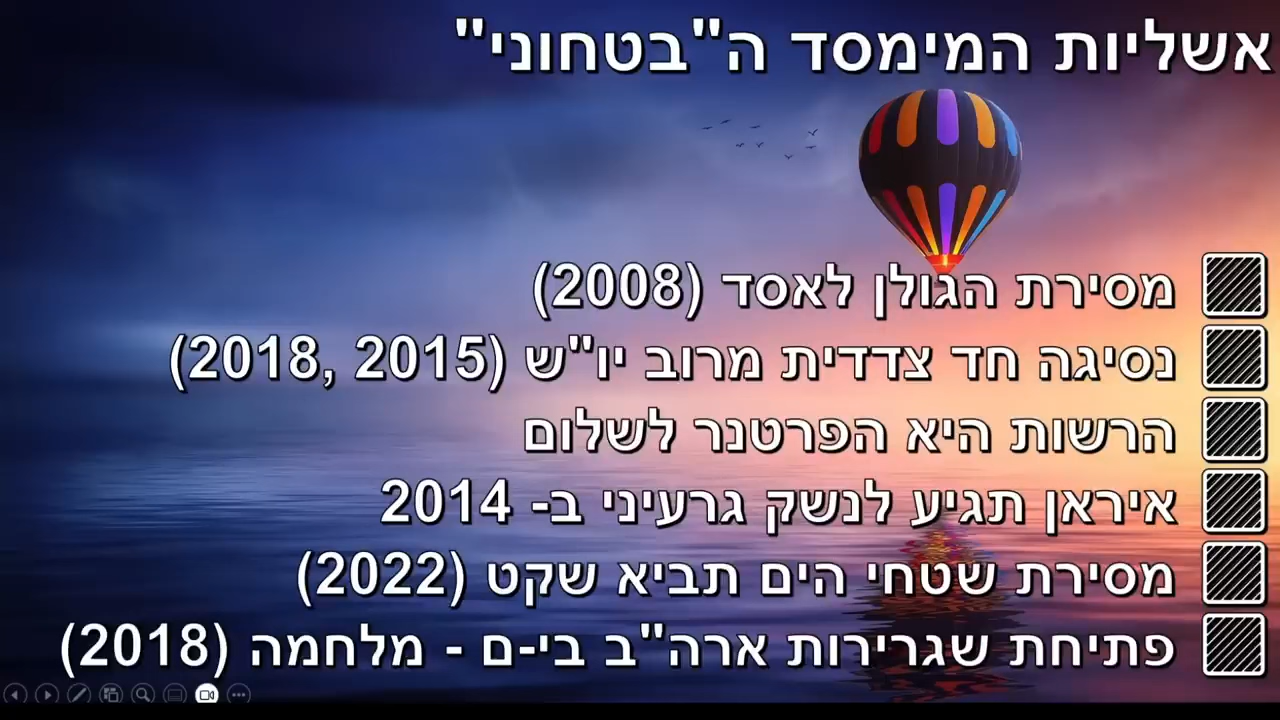 אשליות המימסד ה"בטחוני"
מסירת הגולן לאסד (2008)
נסיגה חד צדדית מרוב יו"ש (2015 ,2018)
הרשות היא הפרטנר לשלום
איראן תגיע לנשק גרעיני ב- 2014
מסירת שטחי הים תביא שקט (2022)
פתיחת שגרירות ארה"ב בי-ם - מלחמה (2018)